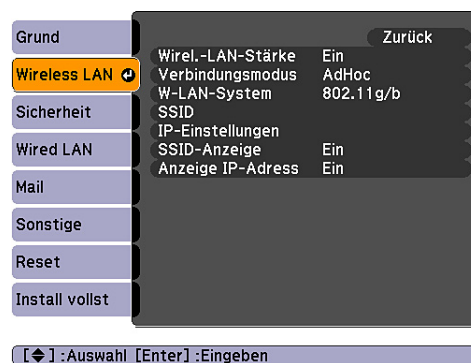 Grund
Wireless LAN
Sicherheit
Wired LAN
Mail
Sonstige
Reset
Install vollst
Zurück
Wirel.-LAN-Stärke Ein
Verbindungsmodus AdHoc
W-LAN-System 802.11g/b
SSID
IP-Einstellungen
SSID-Anzeige Ein
Anzeige IP-Adress Ein
[◆] :Auswahl [Enter] :Eingeben